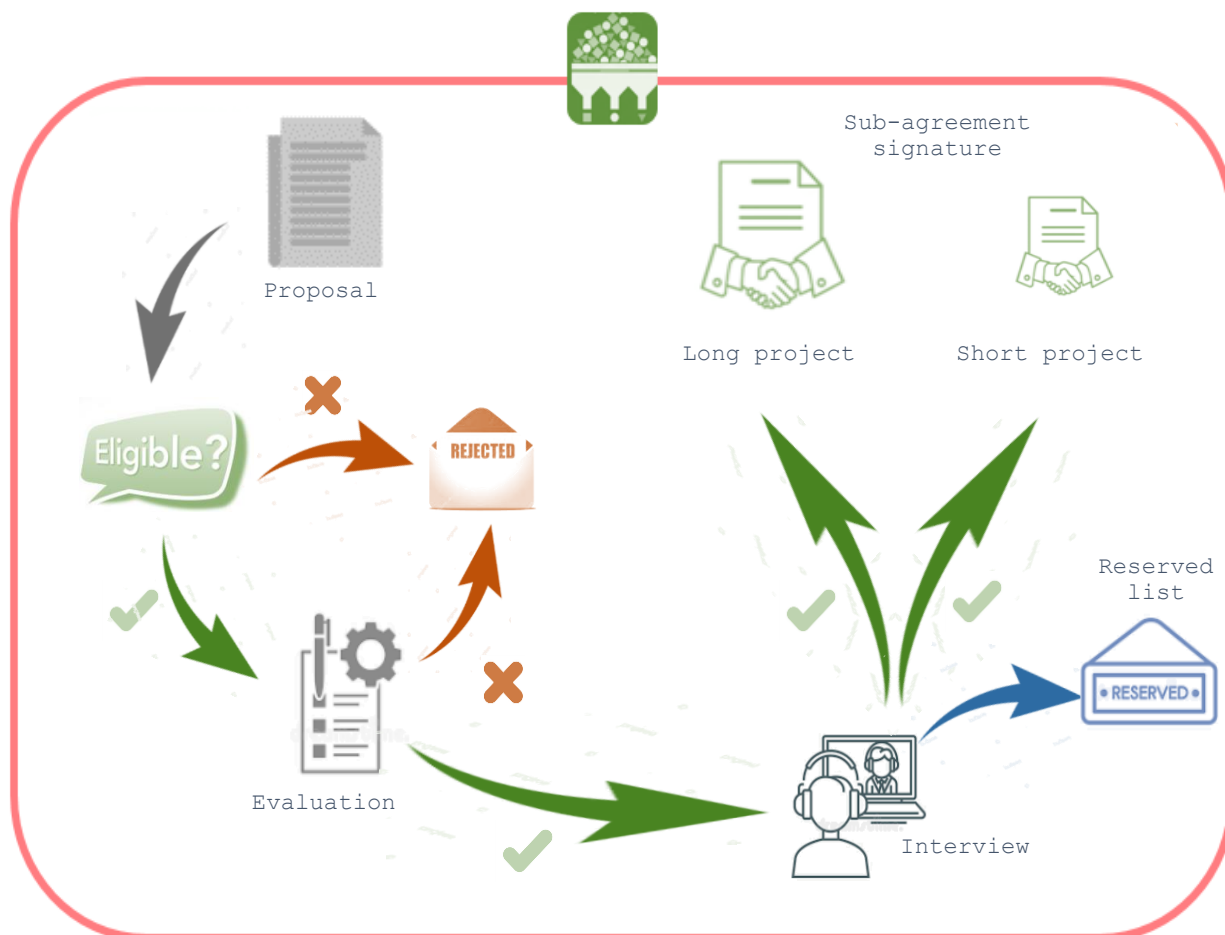 Sub-agreement
signature
Proposal
Long project
Short project
Eligible?
REJECTED
Reserved
list
RESERVED
Evaluation
Interview